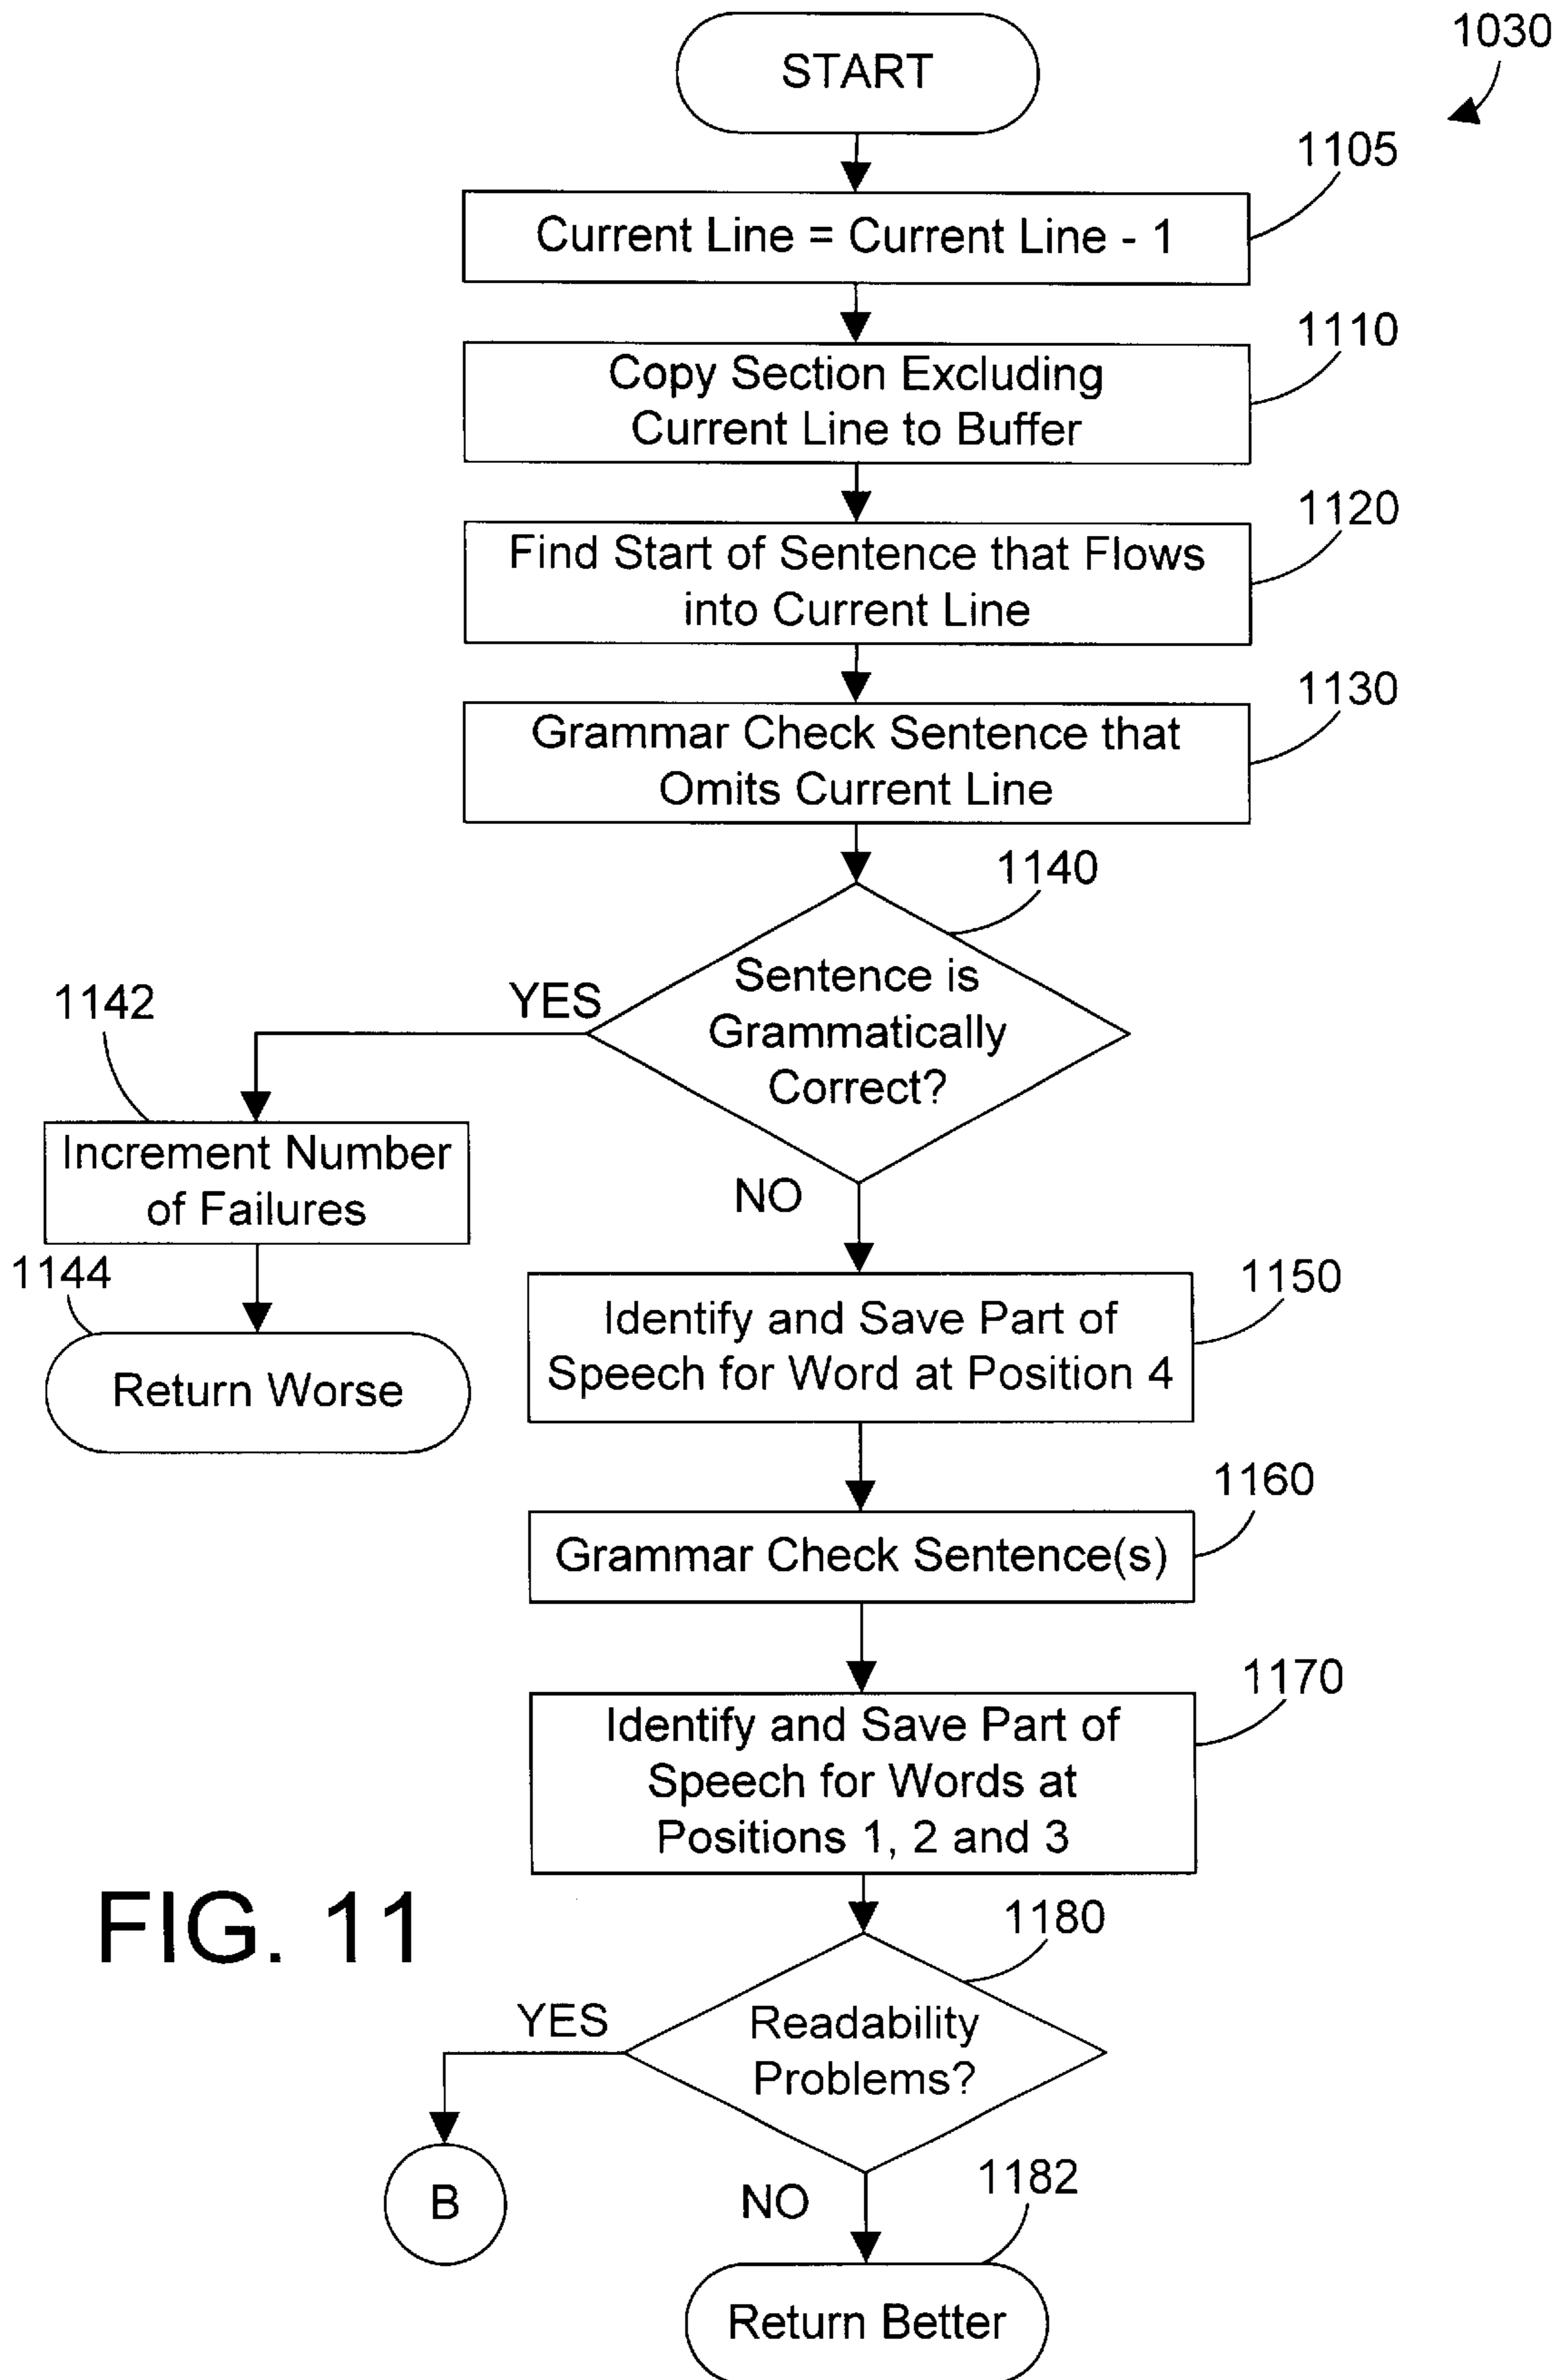 1030
START
1105
Current Line = Current Line - 1
1110
Copy Section Excluding
Current Line to Buffer
1120
Find Start of Sentence that Flows
into Current Line
1130
Grammar Check Sentence that
Omits Current Line
1140
Sentence is
Grammatically
Correct?
YES
1142
Increment Number
of Failures
NO
1144
Return Worse
1150
Identify and Save Part of
Speech for Word at Position 4
1160
Grammar Check Sentence(s)
1170
Identify and Save Part of
Speech for Words at
Positions 1, 2 and 3
FIG. 11
1180
Readability
Problems?
YES
B
NO
1182
Return Better